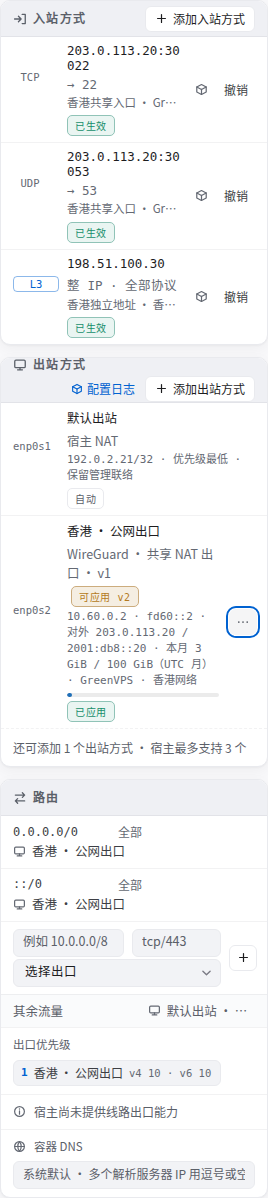 入站方式
添加入站方式
TCP
203.0.113.20:30
022
→ 22
香港共享入口 · Gr…
已生效
撤销
UDP
203.0.113.20:30
053
→ 53
香港共享入口 · Gr…
已生效
撤销
L3
198.51.100.30
整 IP · 全部协议
香港独立地址 · 香…
已生效
撤销
出站方式
配置日志
添加出站方式
enp0s1
默认出站
宿主 NAT
192.0.2.21/32 · 优先级最低 ·
保留管理联络
自动
enp0s2
香港 · 公网出口
WireGuard · 共享 NAT 出
口 · v1
可应用 v2
10.60.0.2 · fd60::2 ·
对外 203.0.113.20 /
2001:db8::20 · 本月 3
GiB / 100 GiB（UTC 月）
· GreenVPS · 香港网络
已应用
…
还可添加 1 个出站方式 · 宿主最多支持 3 个
路由
0.0.0.0/0 全部
香港 · 公网出口
::/0 全部
香港 · 公网出口
例如 10.0.0.0/8 tcp/443
选择出口
其余流量 默认出站 · …
出口优先级
1 香港 · 公网出口 v4 10 · v6 10
宿主尚未提供线路出口能力
容器 DNS
系统默认 · 多个解析服务器 IP 用逗号或